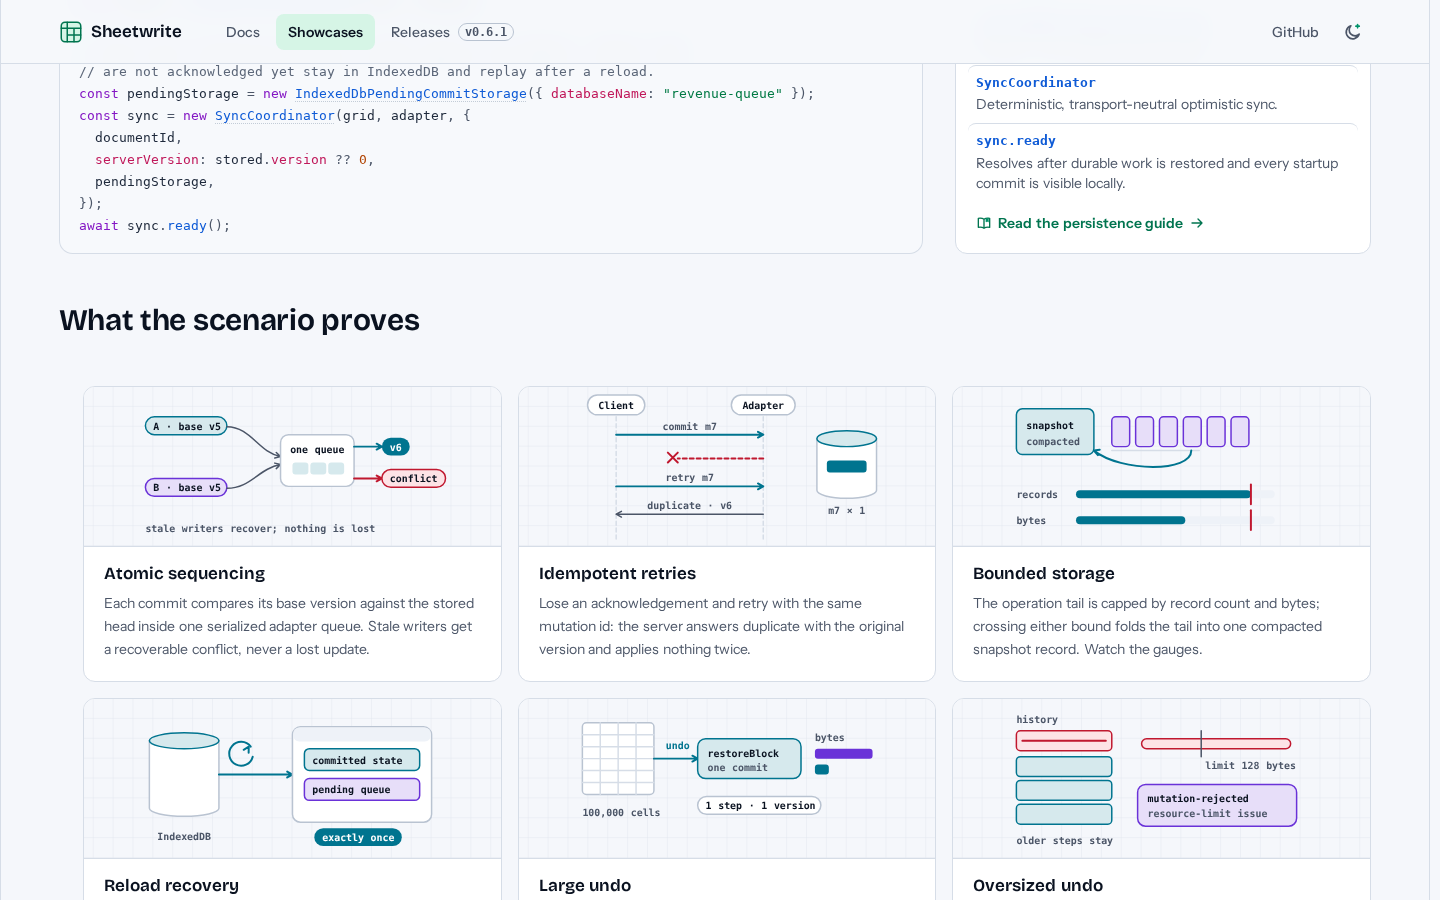 Sheetwrite
Docs
Showcases
Releases v0.6.1
GitHub
// are not acknowledged yet stay in IndexedDB and replay after a reload.
const pendingStorage = new IndexedDbPendingCommitStorage({ databaseName: "revenue-queue" });
const sync = new SyncCoordinator(grid, adapter, {
documentId,
serverVersion: stored.version ?? 0,
pendingStorage,
});
await sync.ready();
SyncCoordinator
Deterministic, transport-neutral optimistic sync.
sync.ready
Resolves after durable work is restored and every startup
commit is visible locally.
Read the persistence guide →
What the scenario proves
A · base v5
B · base v5
one queue
v6
conflict
stale writers recover; nothing is lost
Atomic sequencing
Each commit compares its base version against the stored
head inside one serialized adapter queue. Stale writers get
a recoverable conflict, never a lost update.
Client
Adapter
commit m7
retry m7
duplicate · v6
m7 × 1
Idempotent retries
Lose an acknowledgement and retry with the same
mutation id: the server answers duplicate with the original
version and applies nothing twice.
snapshot
compacted
records
bytes
Bounded storage
The operation tail is capped by record count and bytes;
crossing either bound folds the tail into one compacted
snapshot record. Watch the gauges.
IndexedDB
committed state
pending queue
exactly once
Reload recovery
100,000 cells
undo
restoreBlock
one commit
bytes
1 step · 1 version
Large undo
history
older steps stay
limit 128 bytes
mutation-rejected
resource-limit issue
Oversized undo